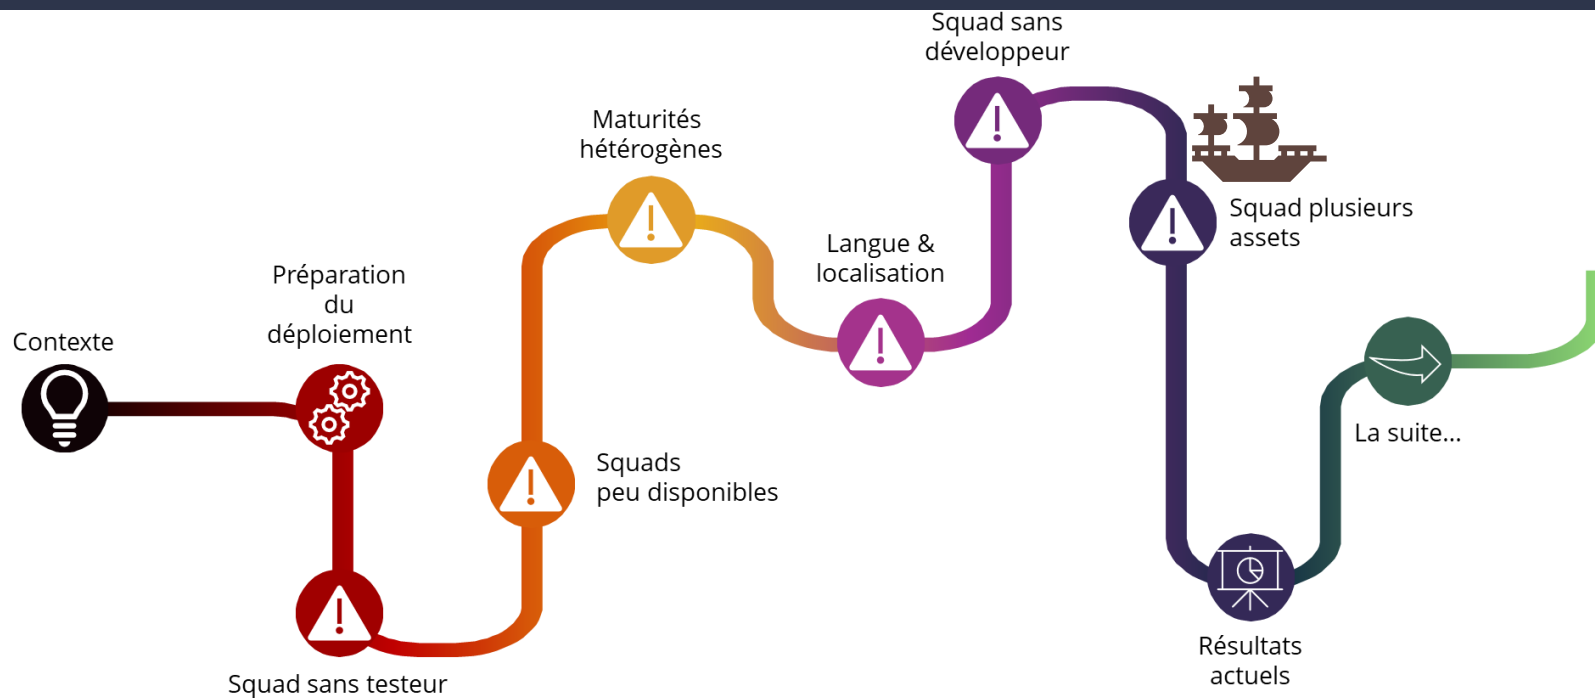 Contexte
Préparation
du
déploiement
Squad sans testeur
Squads
peu disponibles
Maturités
hétérogènes
Langue &
localisation
Squad sans
développeur
Squad plusieurs
assets
Résultats
actuels
La suite...